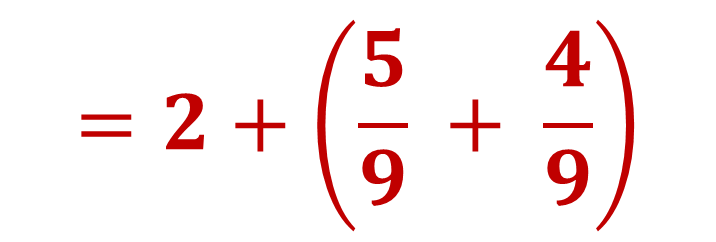 = 2 + (5/9 + 4/9)